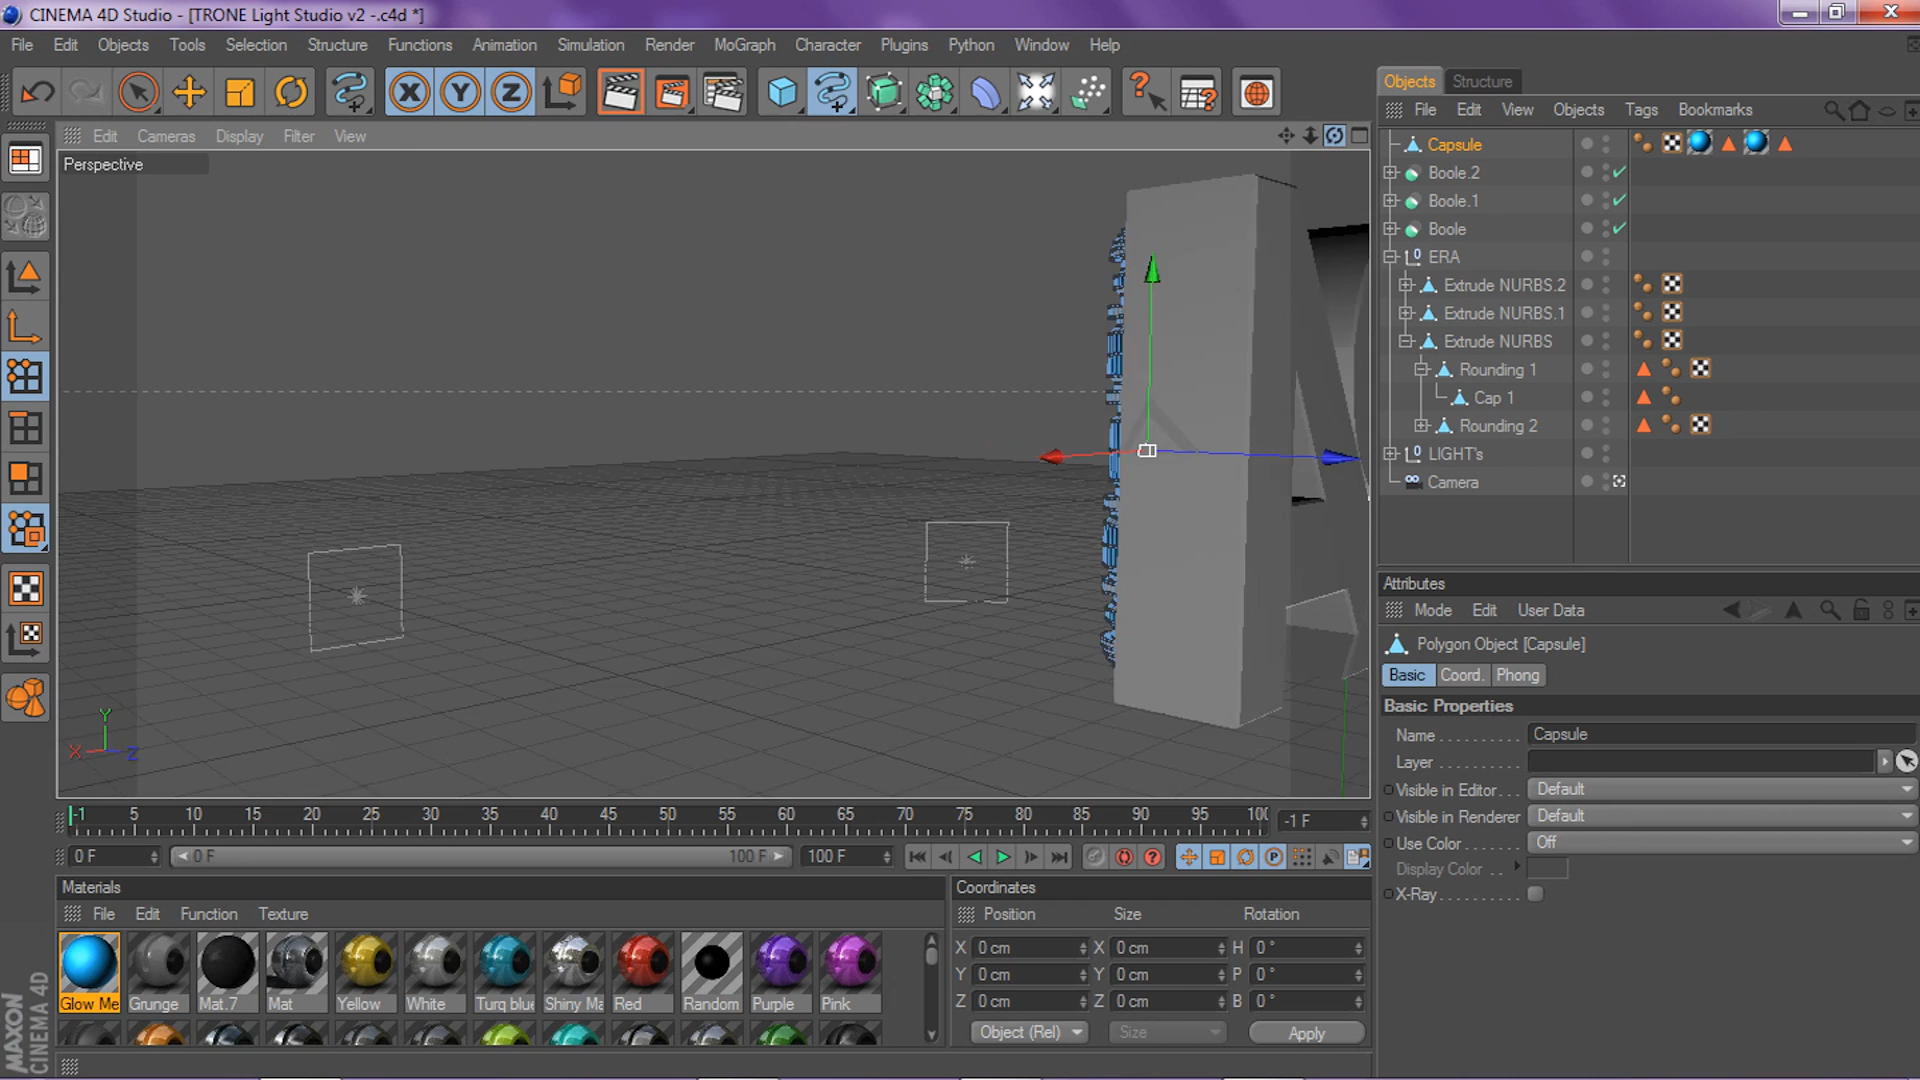 CINEMA 4D Studio - [TRONE Light Studio v2 -.c4d *]
File Edit Objects Tools Selection Structure Functions Animation Simulation Render MoGraph Character Plugins Python Window Help
X Y Z
Objects Structure
File Edit View Objects Tags Bookmarks
Edit Cameras Display Filter View
Perspective
Capsule
Boole.2
Boole.1
Boole
ERA
Extrude NURBS.2
Extrude NURBS.1
Extrude NURBS
Rounding 1
Cap 1
Rounding 2
LIGHT's
Camera
Attributes
Mode Edit User Data
Polygon Object [Capsule]
Basic Coord. Phong
Basic Properties
Name Capsule
Layer
Visible in Editor Default
Visible in Renderer Default
Use Color Off
Display Color
X-Ray
Y
X Z
-1 5 10 15 20 25 30 35 40 45 50 55 60 65 70 75 80 85 90 95 100 -1 F
0 F 0 F 100 F 100 F
Materials
File Edit Function Texture
Glow Me Grunge Mat.7 Mat Yellow White Turq blue Shiny Ma Red Random Purple Pink
Coordinates
Position Size Rotation
X 0 cm X 0 cm H 0 °
Y 0 cm Y 0 cm P 0 °
Z 0 cm Z 0 cm B 0 °
Object (Rel) Size Apply
MAXON
CINEMA 4D